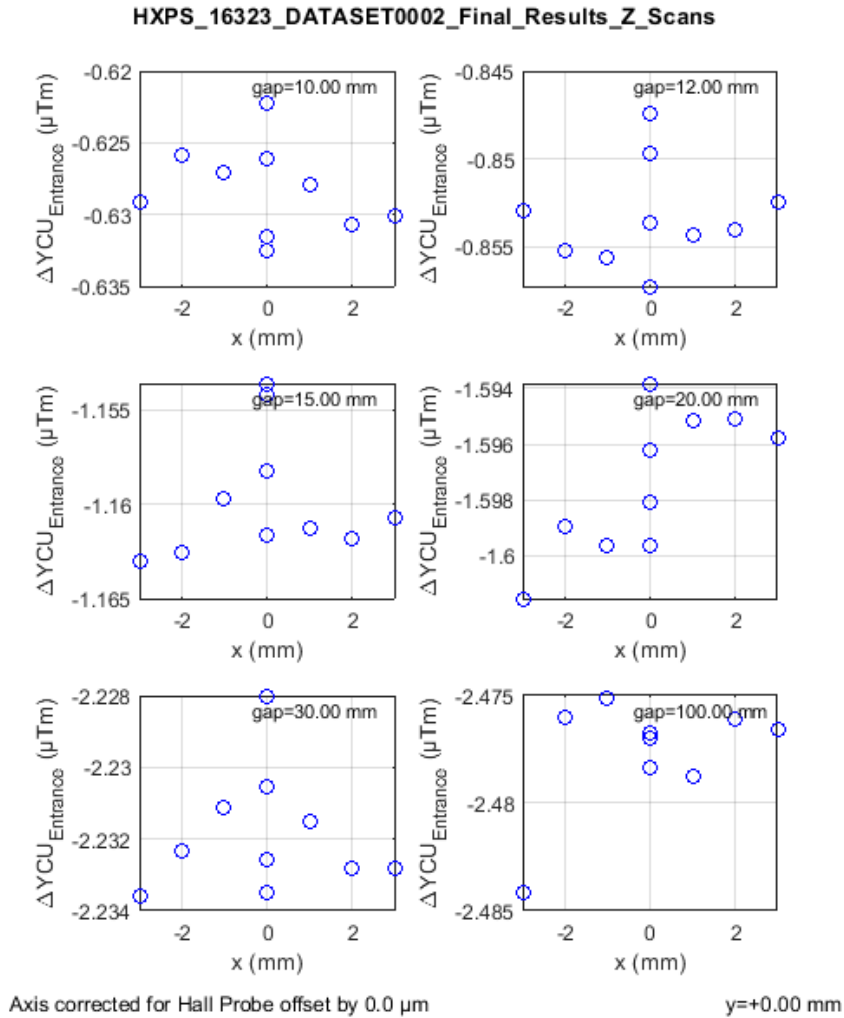 HXPS_16323_DATASET0002_Final_Results_Z_Scans
gap=10.00 mm
ΔYCU_Entrance (µTm)
-0.62
-0.625
-0.63
-0.635
-2 0 2
x (mm)
gap=12.00 mm
ΔYCU_Entrance (µTm)
-0.845
-0.85
-0.855
-2 0 2
x (mm)
gap=15.00 mm
ΔYCU_Entrance (µTm)
-1.155
-1.16
-1.165
-2 0 2
x (mm)
gap=20.00 mm
ΔYCU_Entrance (µTm)
-1.594
-1.596
-1.598
-1.6
-2 0 2
x (mm)
gap=30.00 mm
ΔYCU_Entrance (µTm)
-2.228
-2.23
-2.232
-2.234
-2 0 2
x (mm)
gap=100.00 mm
ΔYCU_Entrance (µTm)
-2.475
-2.48
-2.485
-2 0 2
x (mm)
Axis corrected for Hall Probe offset by 0.0 µm
y=+0.00 mm